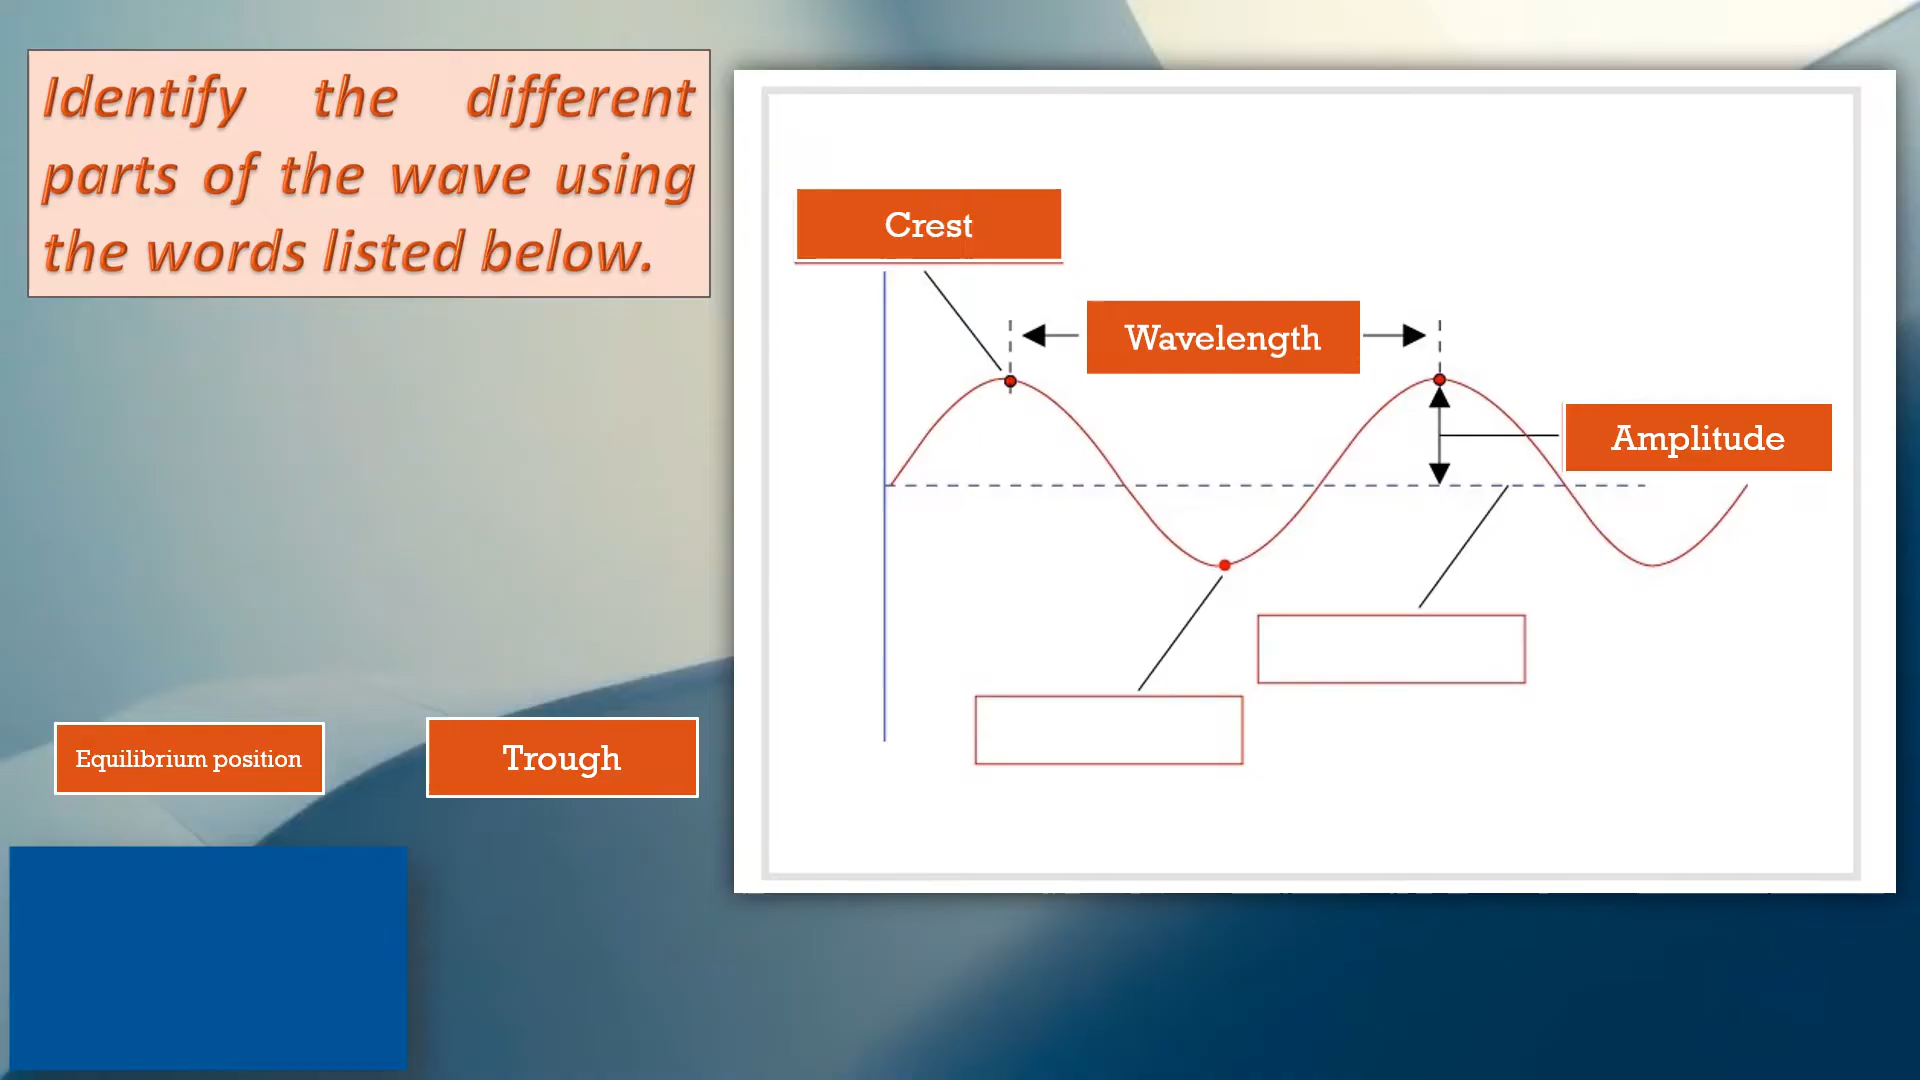 Identify the different
parts of the wave using
the words listed below.
Crest
Wavelength
Amplitude
Equilibrium position
Trough